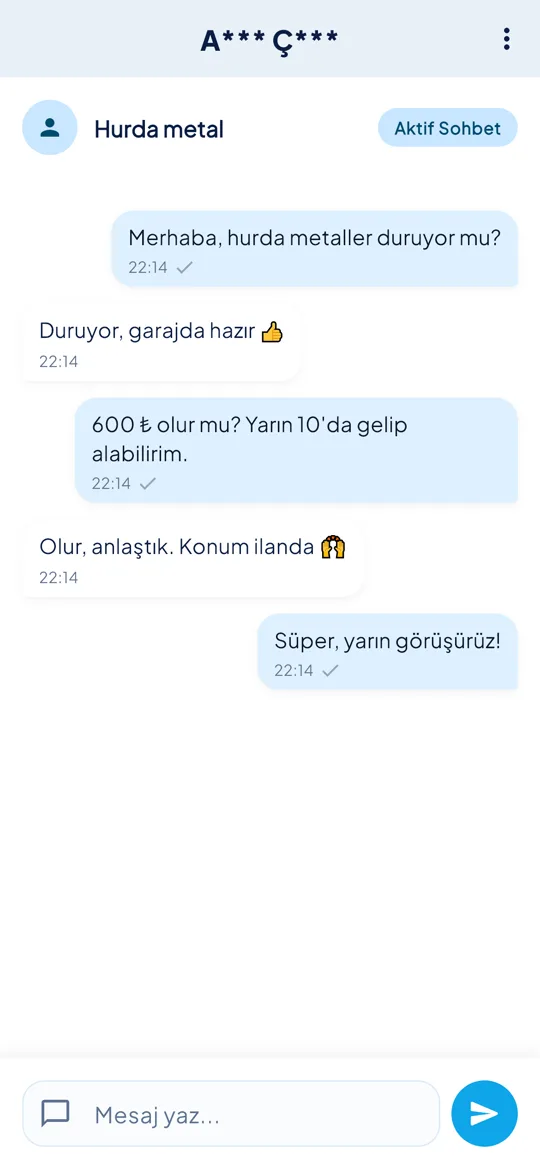 A*** Ç***
Hurda metal
Aktif Sohbet
Merhaba, hurda metaller duruyor mu?
22:14
Duruyor, garajda hazır 👍
22:14
600 ₺ olur mu? Yarın 10'da gelip
alabilirim.
22:14
Olur, anlaştık. Konum ilanda 🙌
22:14
Süper, yarın görüşürüz!
22:14
Mesaj yaz...